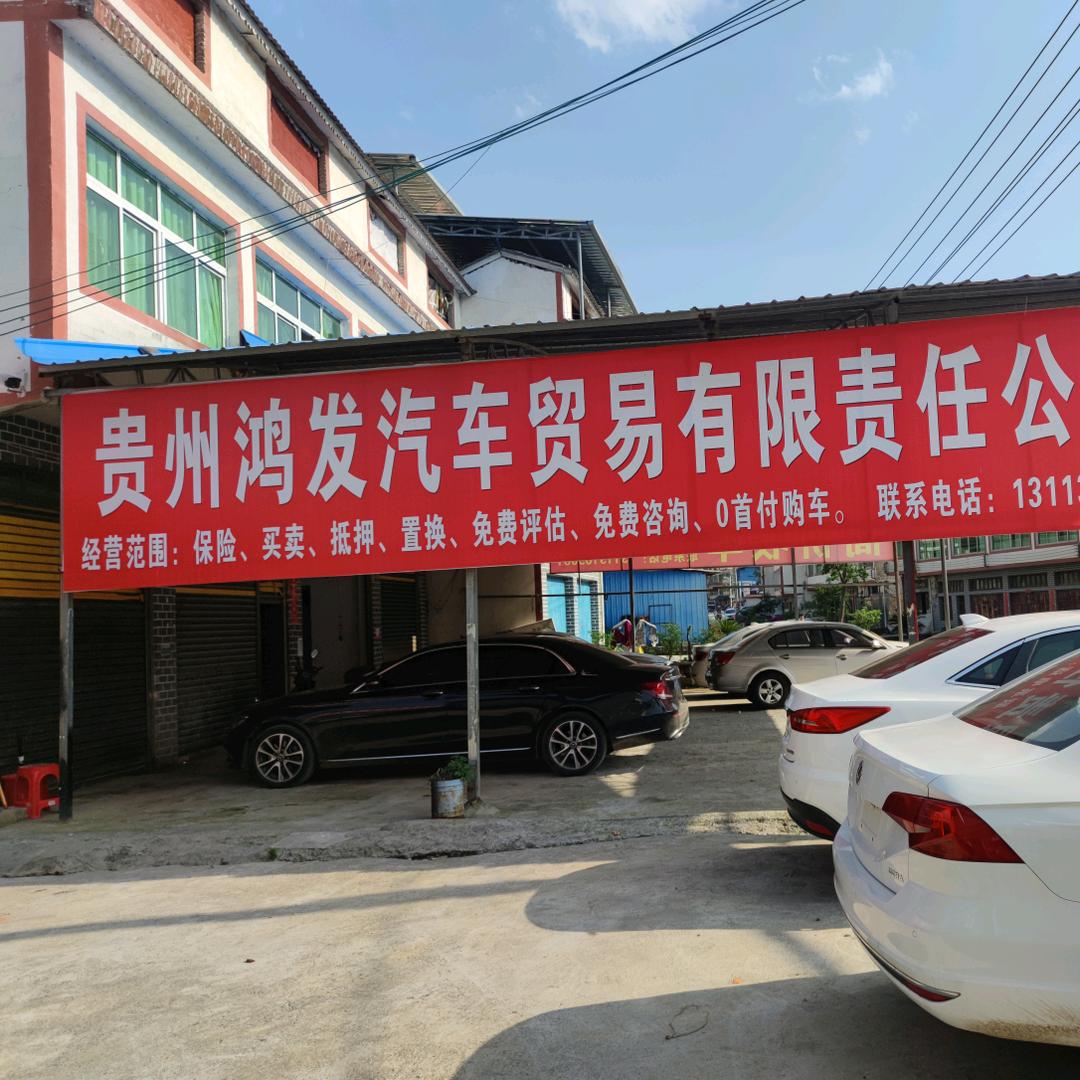 贵州鸿发汽车贸易有限责任公
经营范围：保险、买卖、抵押、置换、免费评估、免费咨询、0首付购车。 联系电话：1311